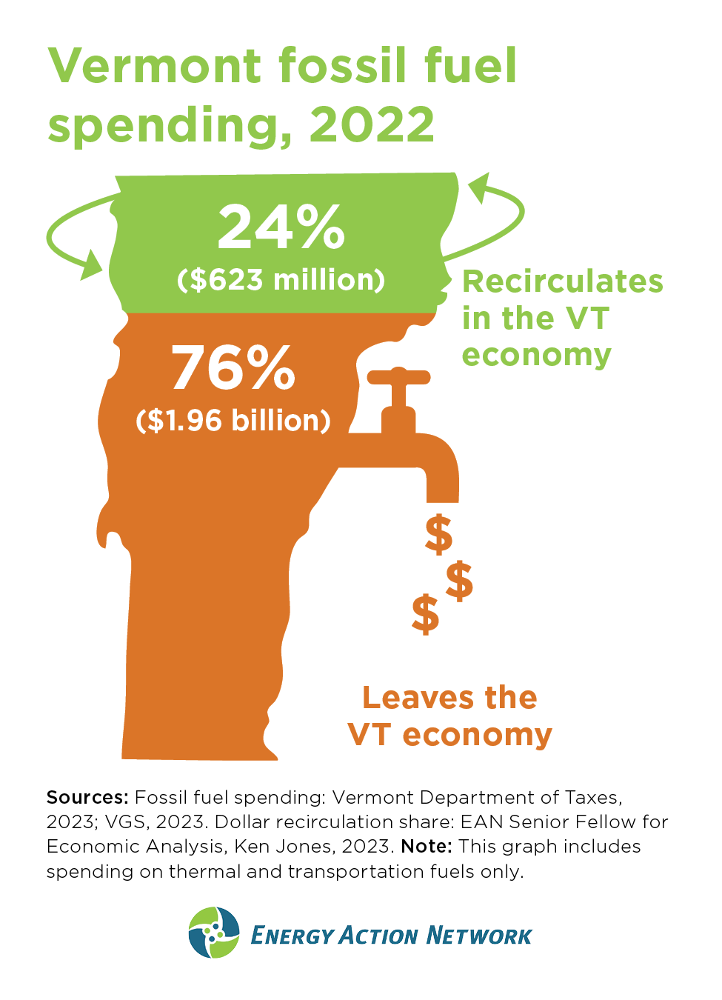 Vermont fossil fuel
spending, 2022
24%
($623 million)
Recirculates
in the VT
economy
76%
($1.96 billion)
$
$
$
Leaves the
VT economy
Sources: Fossil fuel spending: Vermont Department of Taxes,
2023; VGS, 2023. Dollar recirculation share: EAN Senior Fellow for
Economic Analysis, Ken Jones, 2023. Note: This graph includes
spending on thermal and transportation fuels only.
ENERGY ACTION NETWORK